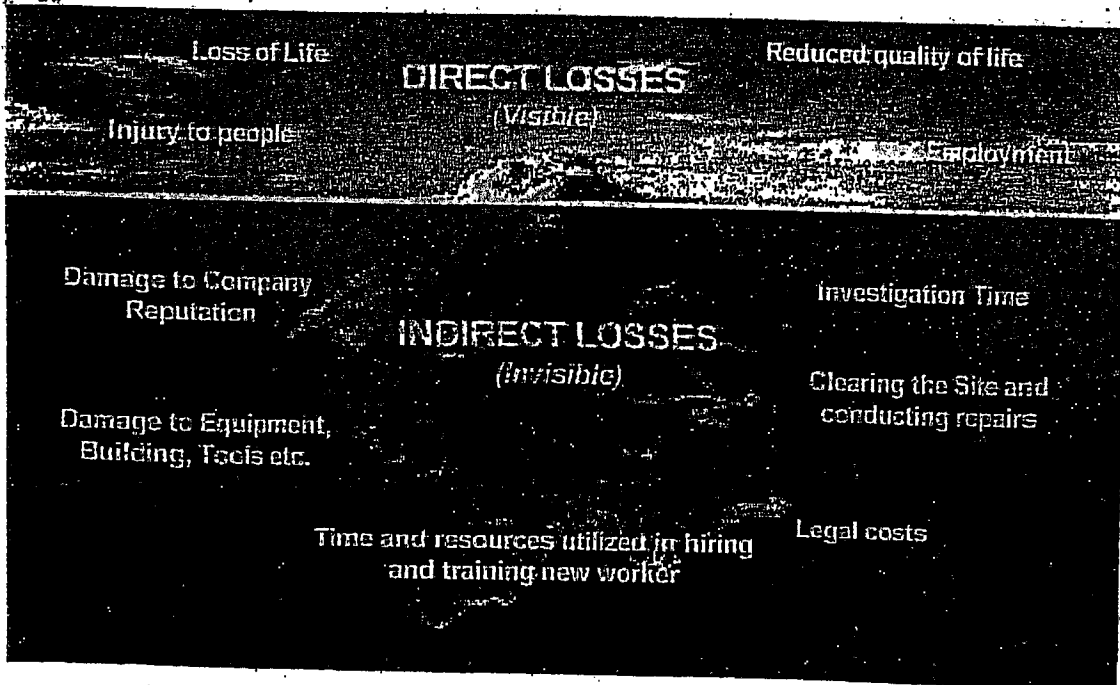 Loss of Life
Reduced quality of life
DIRECT LOSSES
(Visible)
Injury to people
Employment
Damage to Company
Reputation
Investigation Time
INDIRECT LOSSES
(Invisible)
Clearing the Site and
conducting repairs
Damage to Equipment,
Building, Tools etc.
Time and resources utilized in hiring
and training new worker
Legal costs